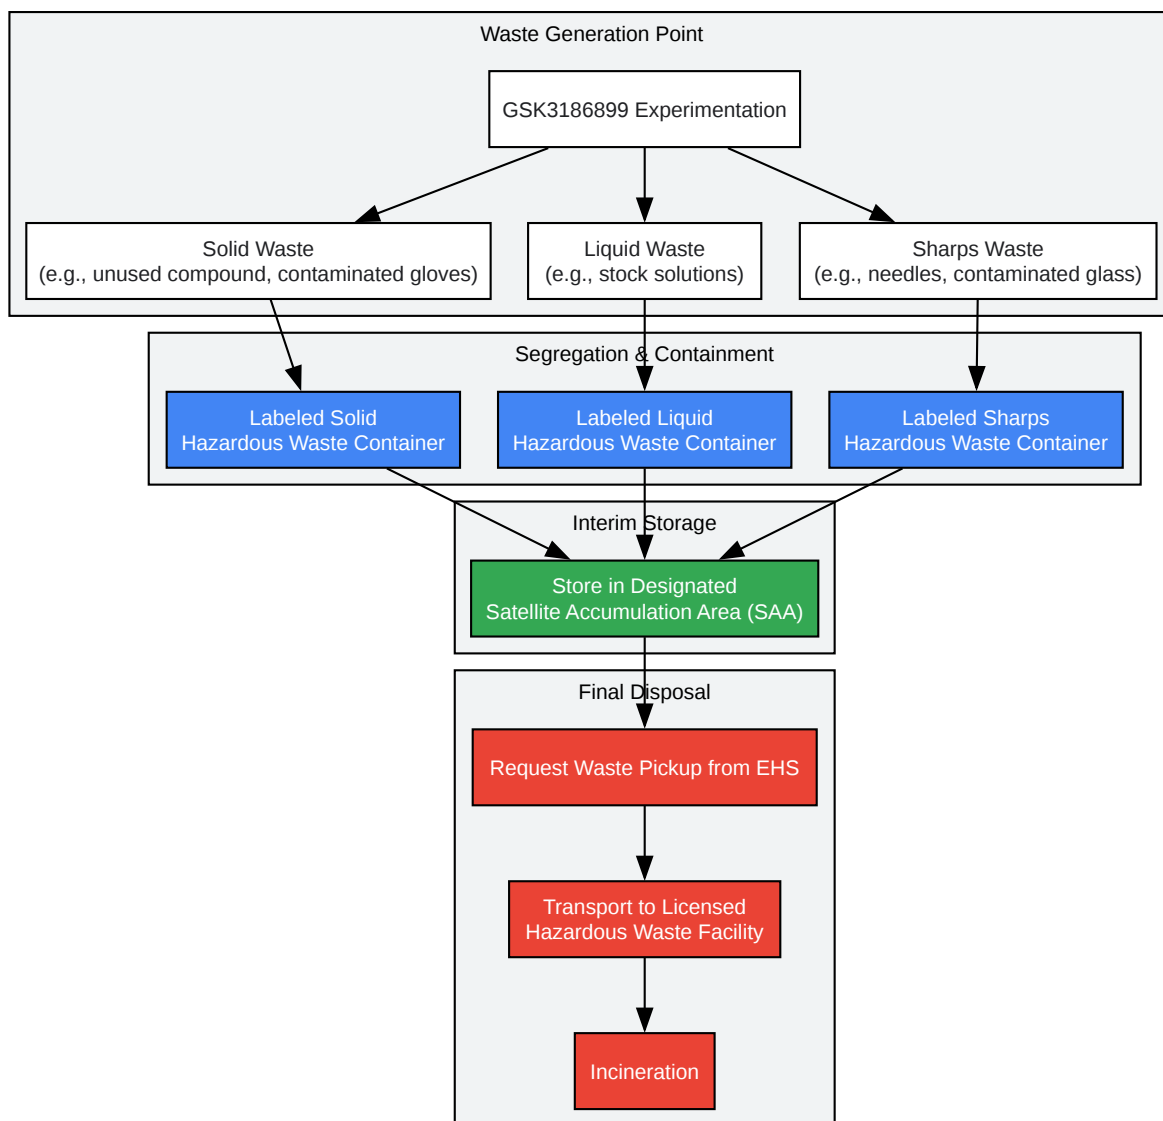 Waste Generation Point
GSK3186899 Experimentation
Solid Waste
(e.g., unused compound, contaminated gloves)
Liquid Waste
(e.g., stock solutions)
Sharps Waste
(e.g., needles, contaminated glass)
Segregation & Containment
Labeled Solid
Hazardous Waste Container
Labeled Liquid
Hazardous Waste Container
Labeled Sharps
Hazardous Waste Container
Interim Storage
Store in Designated
Satellite Accumulation Area (SAA)
Final Disposal
Request Waste Pickup from EHS
Transport to Licensed
Hazardous Waste Facility
Incineration